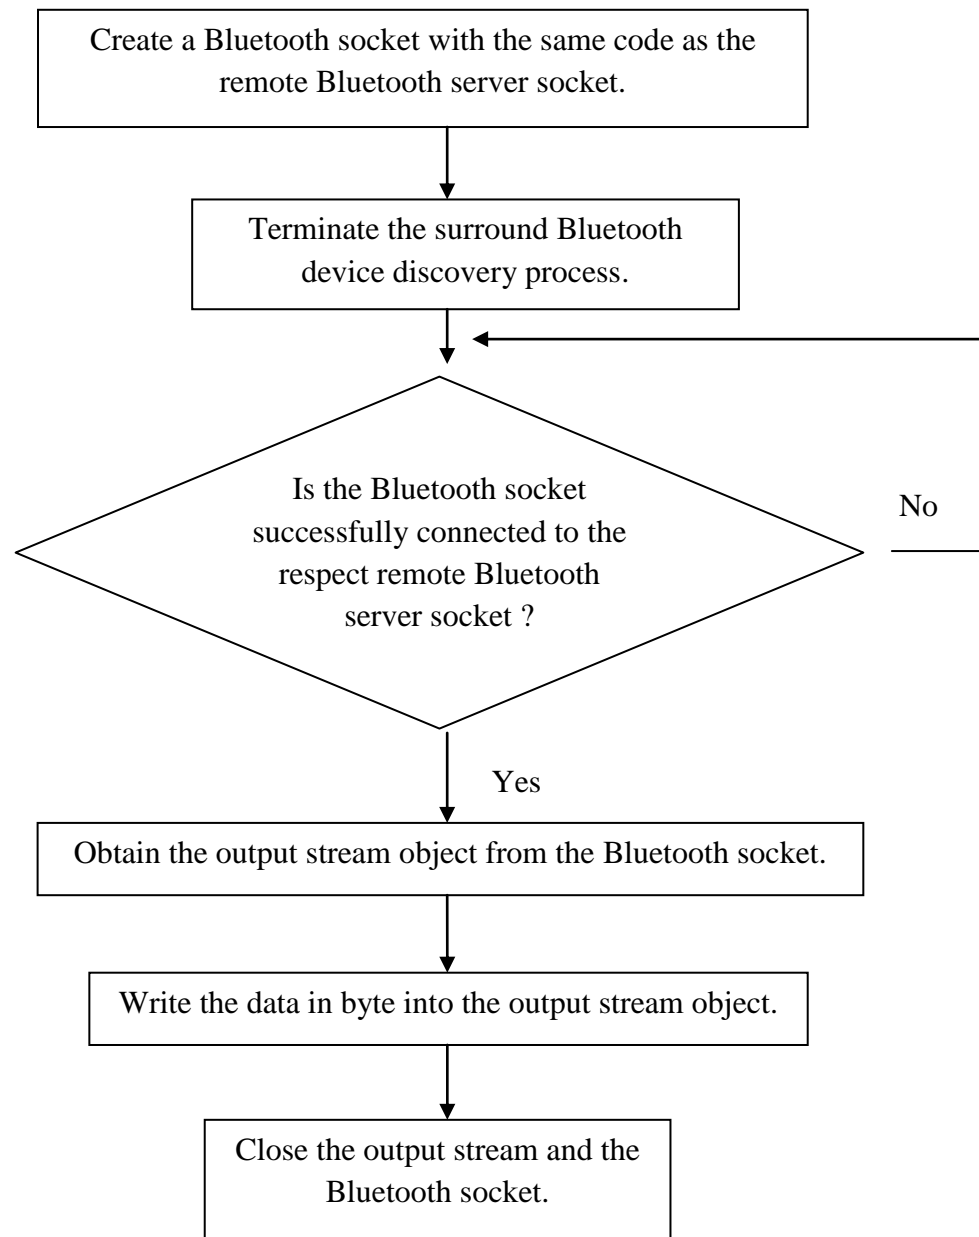 Create a Bluetooth socket with the same code as the
remote Bluetooth server socket.
Terminate the surround Bluetooth
device discovery process.
Is the Bluetooth socket
successfully connected to the
respect remote Bluetooth
server socket ?
No
Yes
Obtain the output stream object from the Bluetooth socket.
Write the data in byte into the output stream object.
Close the output stream and the
Bluetooth socket.